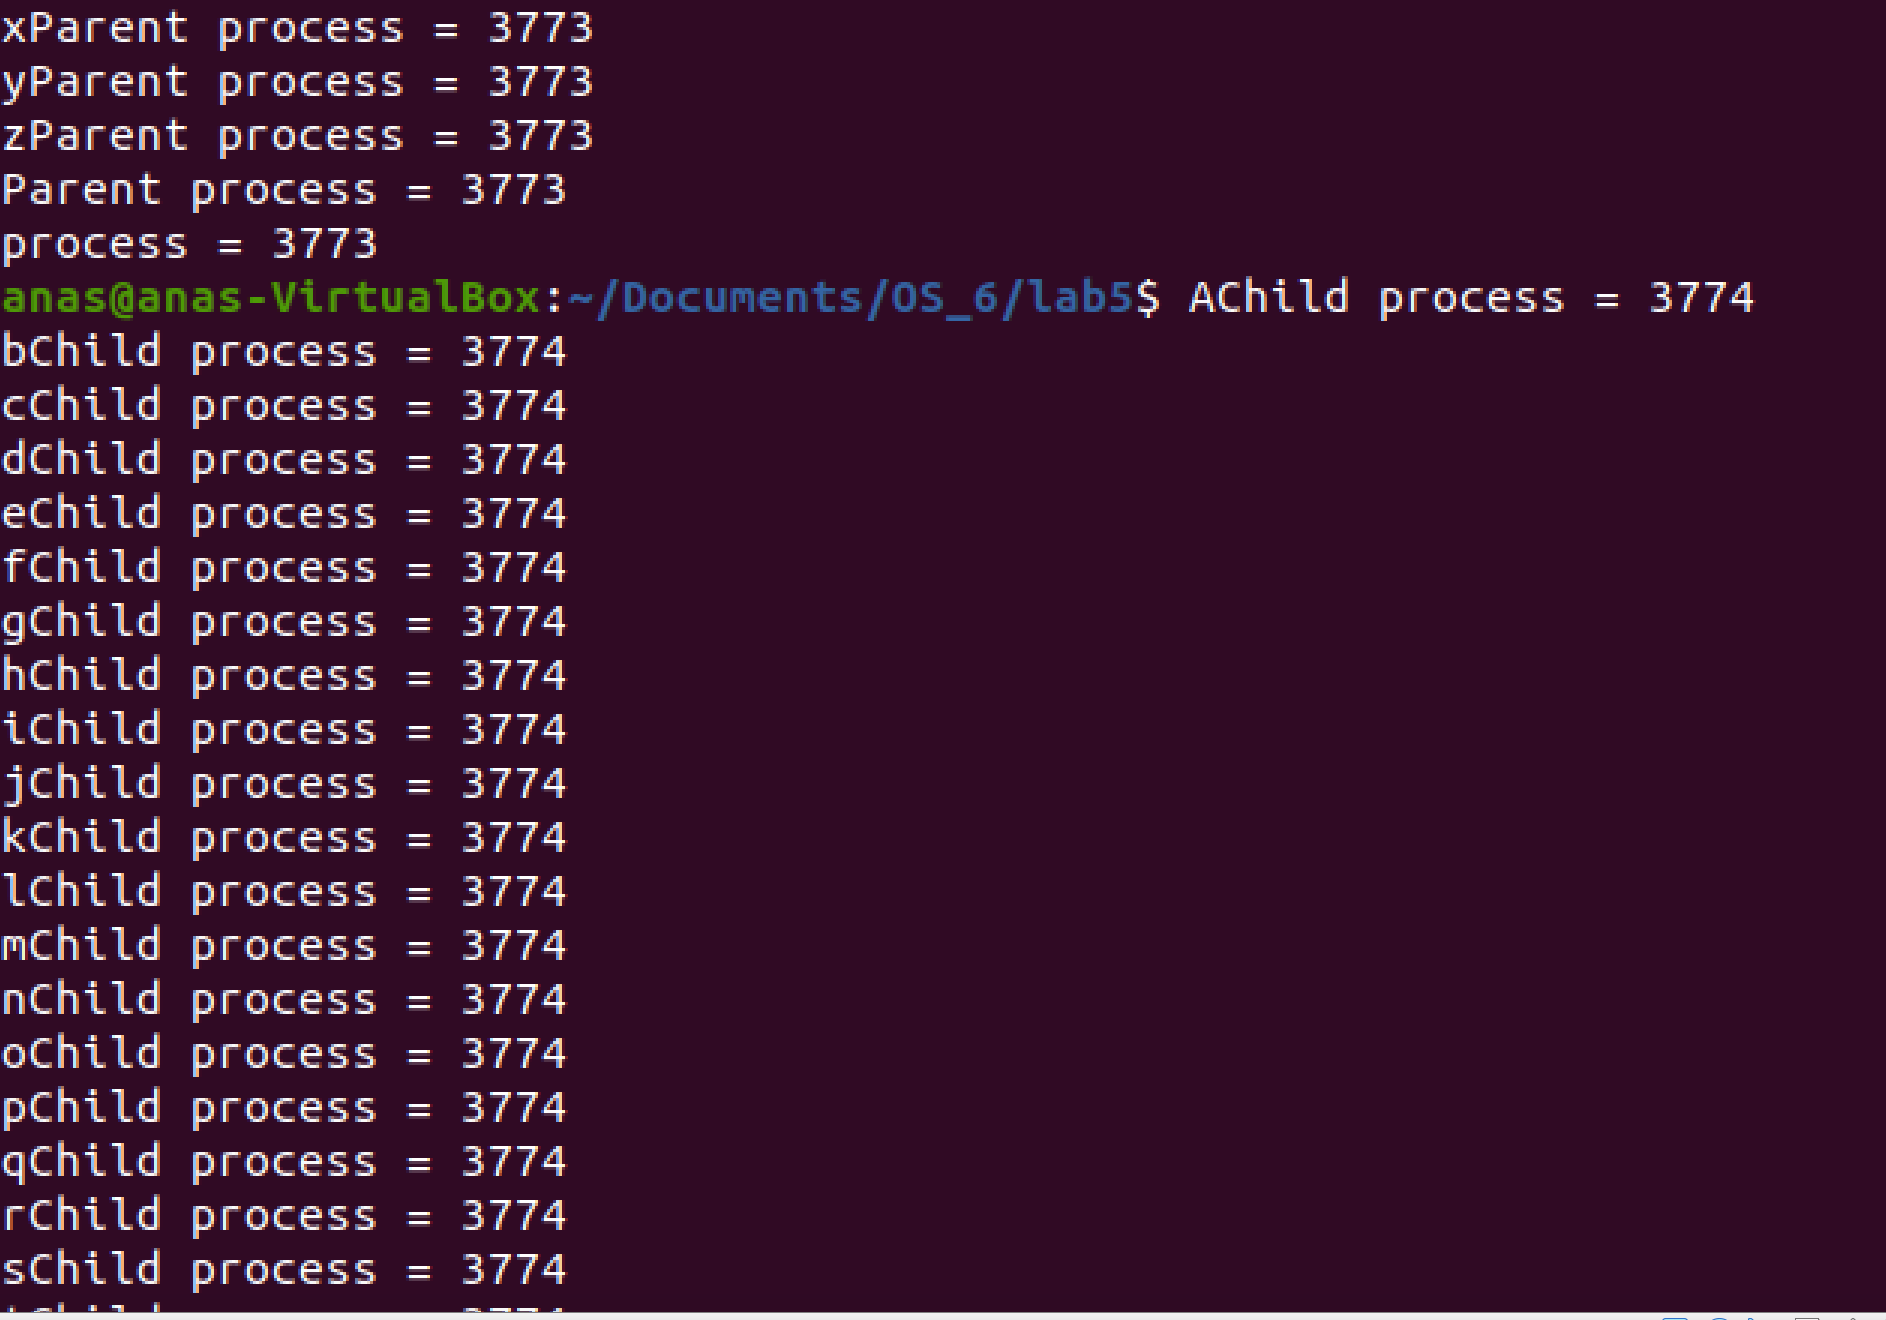 xParent process = 3773
yParent process = 3773
zParent process = 3773
Parent process = 3773
process = 3773
anas@anas-VirtualBox:~/Documents/OS_6/lab5$ AChild process = 3774
bChild process = 3774
cChild process = 3774
dChild process = 3774
eChild process = 3774
fChild process = 3774
gChild process = 3774
hChild process = 3774
iChild process = 3774
jChild process = 3774
kChild process = 3774
lChild process = 3774
mChild process = 3774
nChild process = 3774
oChild process = 3774
pChild process = 3774
qChild process = 3774
rChild process = 3774
sChild process = 3774